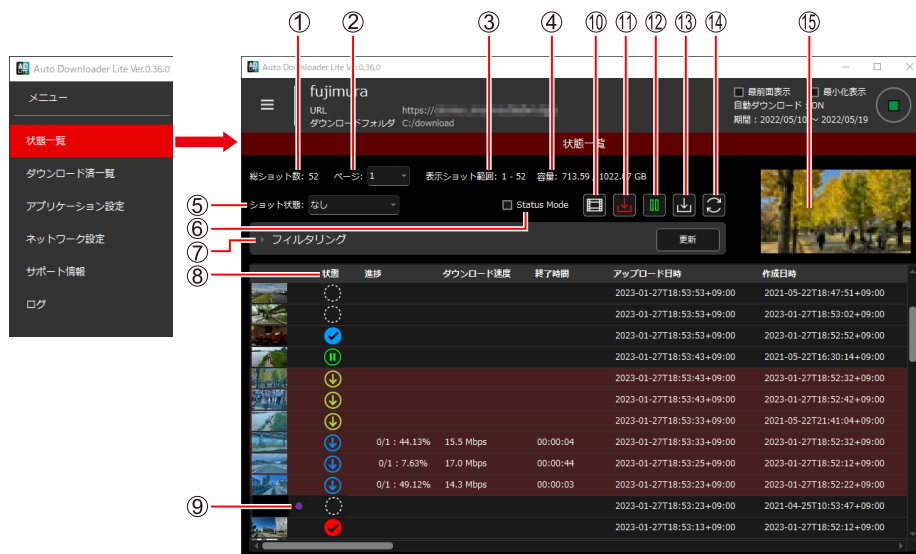 ① ② ③ ④ ⑩ ⑪ ⑫ ⑬ ⑭ ⑮
Auto Downloader Lite Ver.0.36.0
メニュー
状態一覧
ダウンロード済一覧
アプリケーション設定
ネットワーク設定
サポート情報
ログ
Auto Downloader Lite Ver.0.36.0
fujimura
URL https://
ダウンロードフォルダ C:/download
最前面表示 最小化表示
自動ダウンロード : ON
期間 : 2022/05/10 ~ 2022/05/19
状態一覧
総ショット数: 52 ページ: 1 表示ショット範囲: 1 - 52 容量: 713.59 / 1022.87 GB
⑤ ショット状態: なし Status Mode
⑥
⑦ フィルタリング 更新
⑧ 状態 進捗 ダウンロード速度 終了時間 アップロード日時 作成日時
2023-01-27T18:53:53+09:00 2021-05-22T18:47:51+09:00
2023-01-27T18:53:53+09:00 2023-01-27T18:53:02+09:00
2023-01-27T18:53:53+09:00 2023-01-27T18:52:52+09:00
2023-01-27T18:53:43+09:00 2021-05-22T16:30:14+09:00
2023-01-27T18:53:43+09:00 2023-01-27T18:52:32+09:00
2023-01-27T18:53:43+09:00 2023-01-27T18:52:42+09:00
2023-01-27T18:53:33+09:00 2021-05-22T21:41:04+09:00
0/1 : 44.13% 15.5 Mbps 00:00:04 2023-01-27T18:53:33+09:00 2023-01-27T18:52:32+09:00
0/1 : 7.63% 17.0 Mbps 00:00:44 2023-01-27T18:53:25+09:00 2023-01-27T18:52:12+09:00
0/1 : 49.12% 14.3 Mbps 00:00:03 2023-01-27T18:53:23+09:00 2023-01-27T18:52:22+09:00
⑨ 2023-01-27T18:53:23+09:00 2021-04-25T10:53:47+09:00
2023-01-27T18:53:13+09:00 2023-01-27T18:52:12+09:00